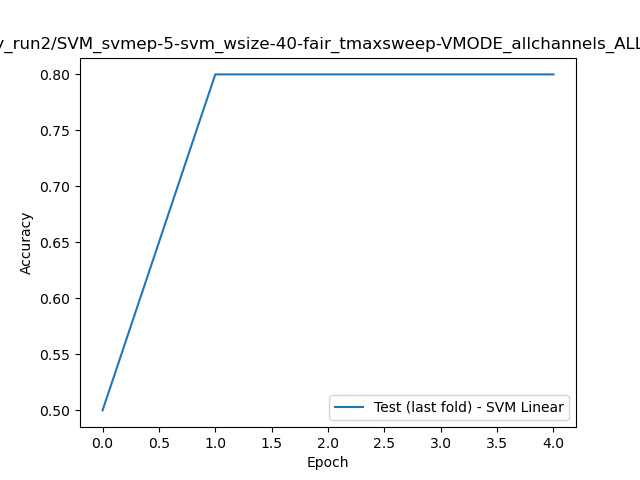 y_run2/SVM_svmep-5-svm_wsize-40-fair_tmaxsweep-VMODE_allchannels_ALL
0.80
0.75
0.70
0.65
0.60
0.55
0.50
Accuracy
Test (last fold) - SVM Linear
0.0 0.5 1.0 1.5 2.0 2.5 3.0 3.5 4.0
Epoch